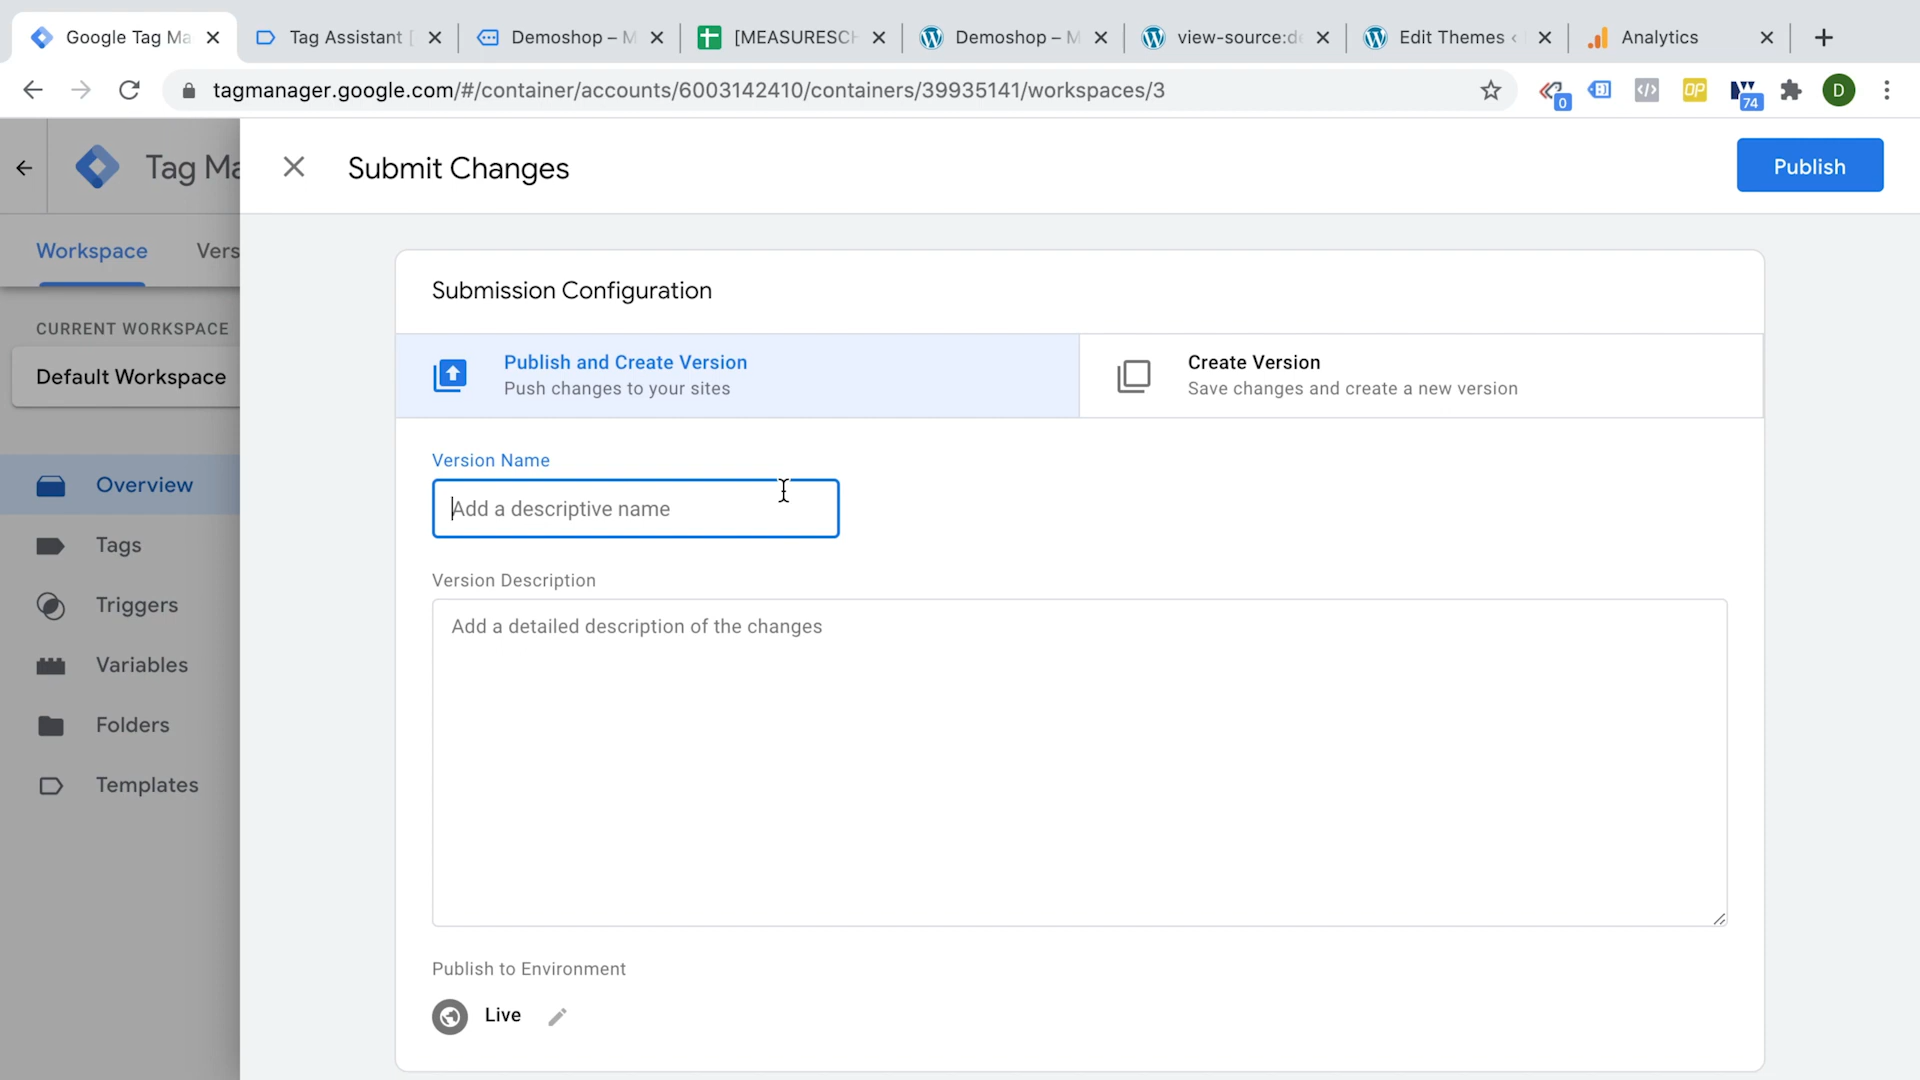 Google Tag Ma
Tag Assistant [
Demoshop – M
[MEASURESCH
Demoshop – M
view-source:de
Edit Themes ‹
Analytics
tagmanager.google.com/#/container/accounts/6003142410/containers/39935141/workspaces/3
0
OP
74
D
Tag Ma
Submit Changes
Publish
Workspace
Vers
CURRENT WORKSPACE
Default Workspace
Overview
Tags
Triggers
Variables
Folders
Templates
Submission Configuration
Publish and Create Version
Push changes to your sites
Create Version
Save changes and create a new version
Version Name
Add a descriptive name
Version Description
Add a detailed description of the changes
Publish to Environment
Live